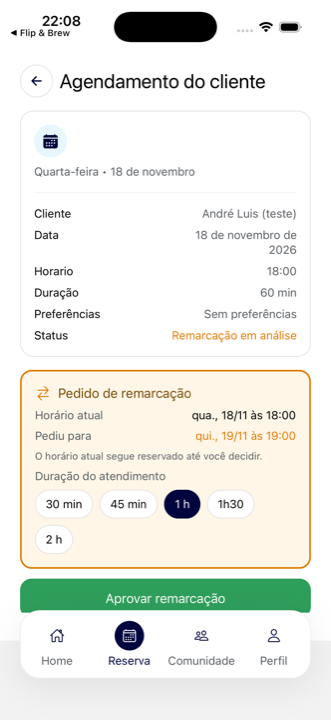 22:08
◀ Flip & Brew
Agendamento do cliente
Quarta-feira • 18 de novembro
Cliente André Luis (teste)
Data 18 de novembro de
2026
Horario 18:00
Duração 60 min
Preferências Sem preferências
Status Remarcação em análise
Pedido de remarcação
Horário atual qua., 18/11 às 18:00
Pediu para qui., 19/11 às 19:00
O horário atual segue reservado até você decidir.
Duração do atendimento
30 min 45 min 1 h 1h30
2 h
Aprovar remarcação
Home Reserva Comunidade Perfil